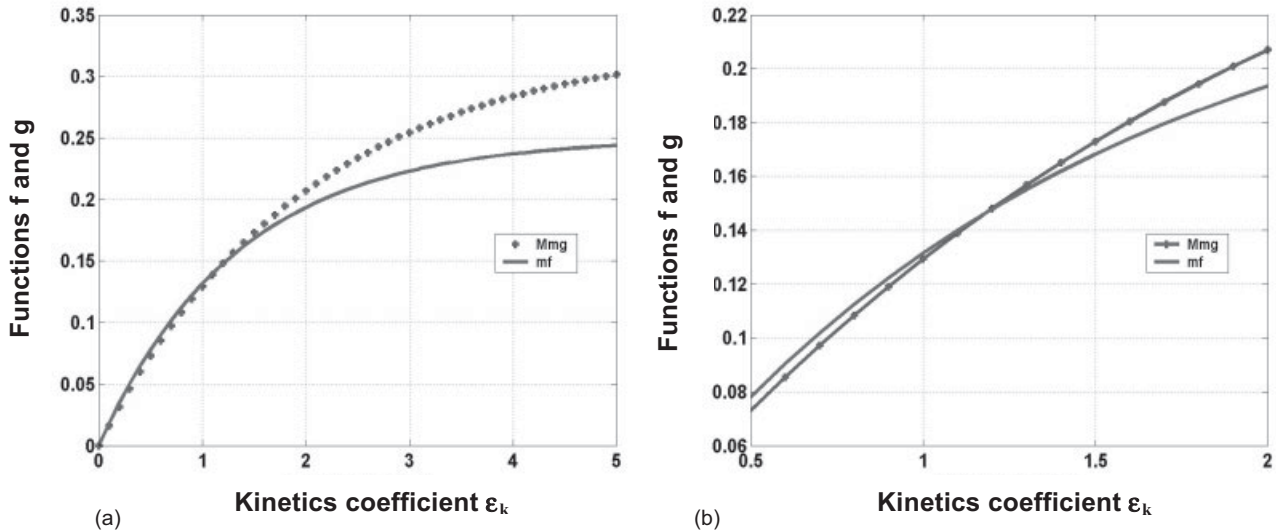 0.35
0.3
0.25
0.2
0.15
0.1
0.05
0
0 1 2 3 4 5
Functions f and g
Mmg
mf
Kinetics coefficient εk
(a)
0.22
0.2
0.18
0.16
0.14
0.12
0.1
0.08
0.06
0.5 1 1.5 2
Functions f and g
Mmg
mf
Kinetics coefficient εk
(b)